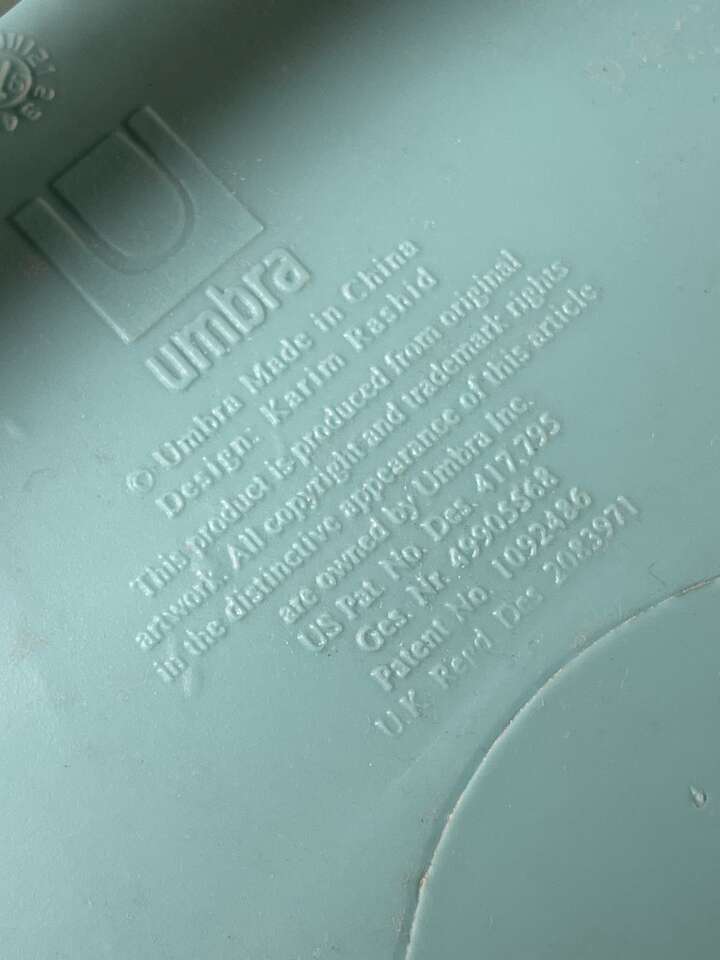 umbra
© Umbra Made in China
Design: Karim Rashid
This product is produced from original
artwork. All copyright and trademark rights
in the distinctive appearance of this article
are owned by Umbra Inc.
US Pat. No. Des. 417,795
Ges. Nr. 49905568
Patent No. 1092486
U.K. Regd Des 2083971